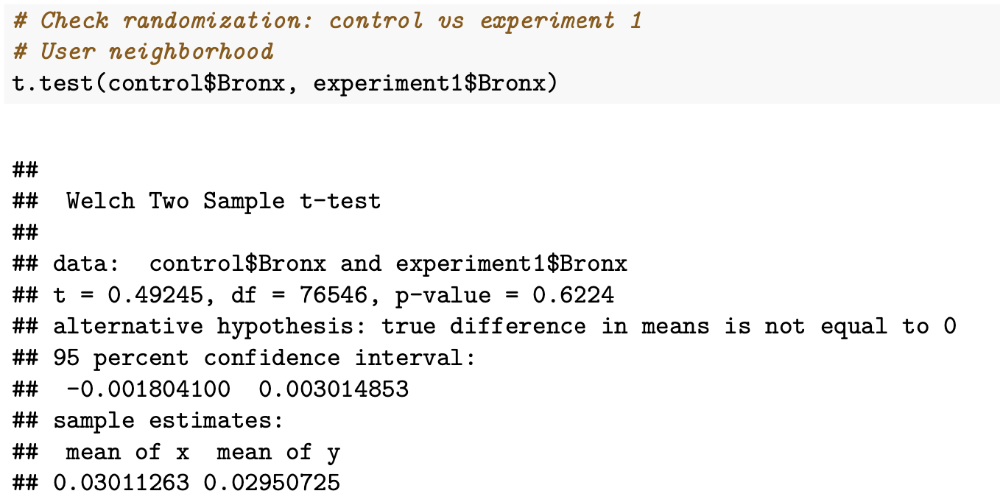 # Check randomization: control vs experiment 1
# User neighborhood
t.test(control$Bronx, experiment1$Bronx)
##
##  Welch Two Sample t-test
##
## data:  control$Bronx and experiment1$Bronx
## t = 0.49245, df = 76546, p-value = 0.6224
## alternative hypothesis: true difference in means is not equal to 0
## 95 percent confidence interval:
##  -0.001804100  0.003014853
## sample estimates:
##  mean of x  mean of y
## 0.03011263 0.02950725